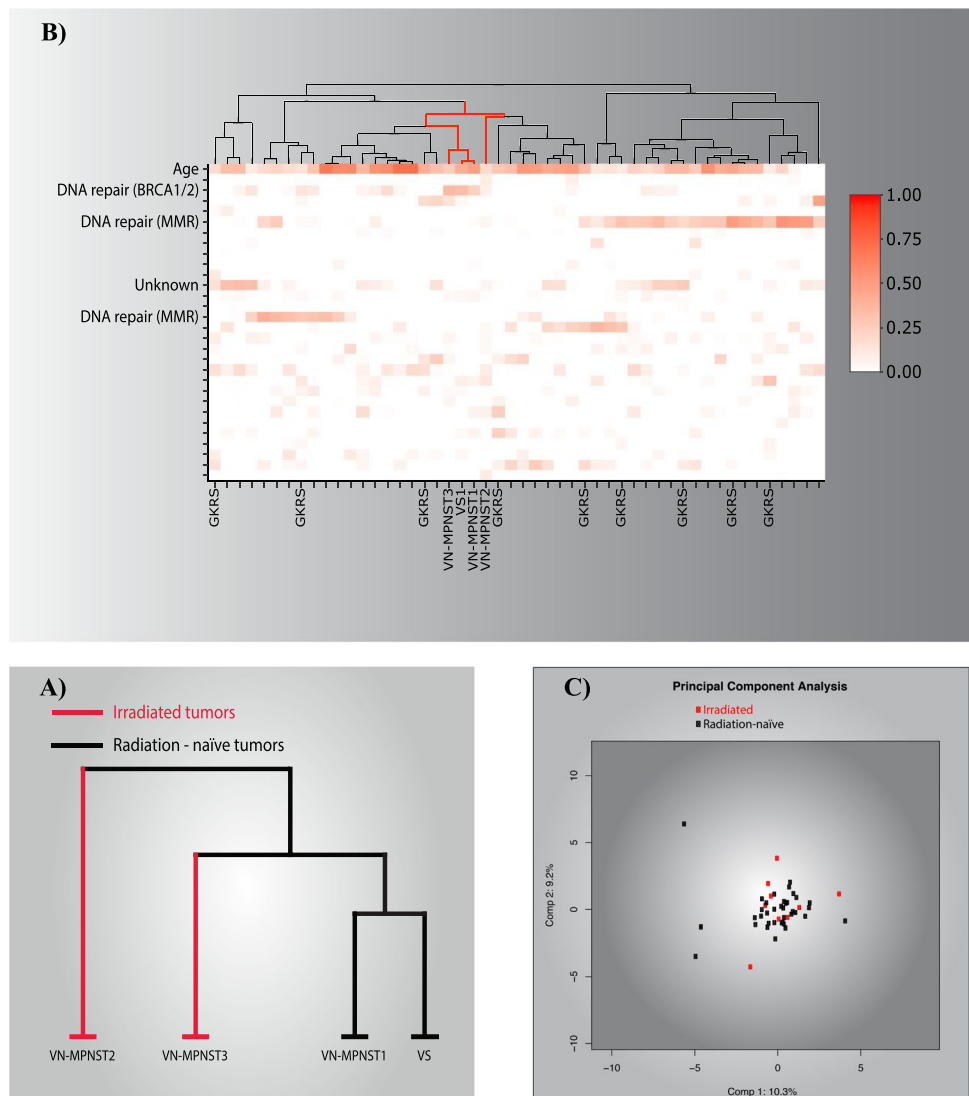 B)
Age
DNA repair (BRCA1/2)
DNA repair (MMR)
Unknown
DNA repair (MMR)
1.00
0.75
0.50
0.25
0.00
GKRS
GKRS
GKRS
VN-MPNST3
VS1
VN-MPNST1
VN-MPNST2
GKRS
GKRS
GKRS
GKRS
GKRS
GKRS
A)
Irradiated tumors
Radiation - naïve tumors
VN-MPNST2
VN-MPNST3
VN-MPNST1
VS
C)
Principal Component Analysis
Irradiated
Radiation-naïve
Comp 2: 9.2%
10
5
0
−5
−10
−10
−5
0
5
Comp 1: 10.3%